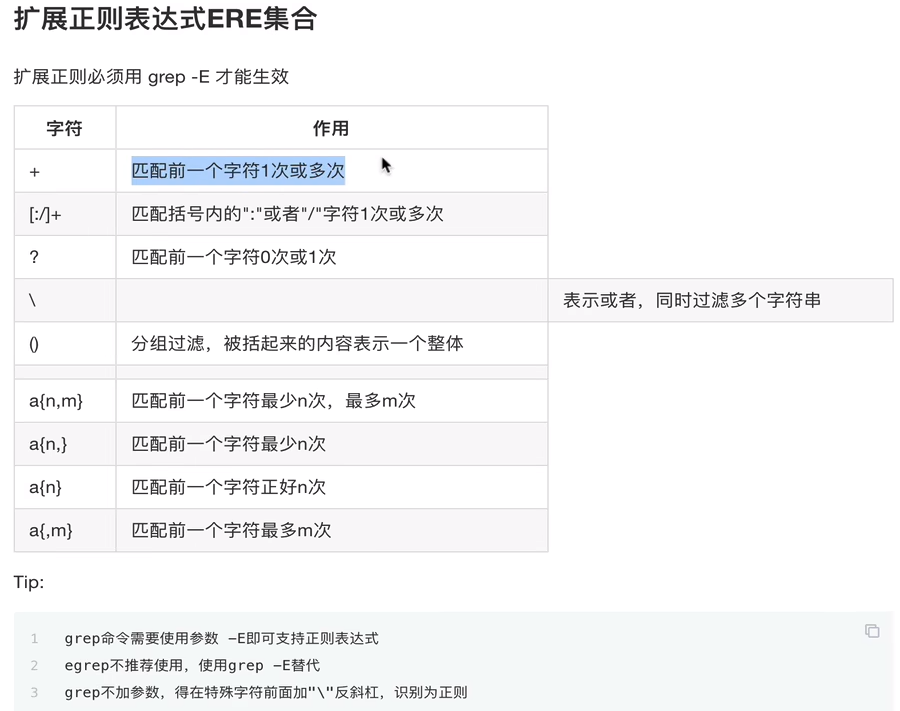 扩展正则表达式ERE集合
扩展正则必须用 grep -E 才能生效
字符 作用
+ 匹配前一个字符1次或多次
[:/]+ 匹配括号内的":"或者"/"字符1次或多次
? 匹配前一个字符0次或1次
\ 表示或者，同时过滤多个字符串
() 分组过滤，被括起来的内容表示一个整体
a{n,m} 匹配前一个字符最少n次，最多m次
a{n,} 匹配前一个字符最少n次
a{n} 匹配前一个字符正好n次
a{,m} 匹配前一个字符最多m次
Tip:
1 grep命令需要使用参数 -E即可支持正则表达式
2 egrep不推荐使用，使用grep -E替代
3 grep不加参数，得在特殊字符前面加"\"反斜杠，识别为正则